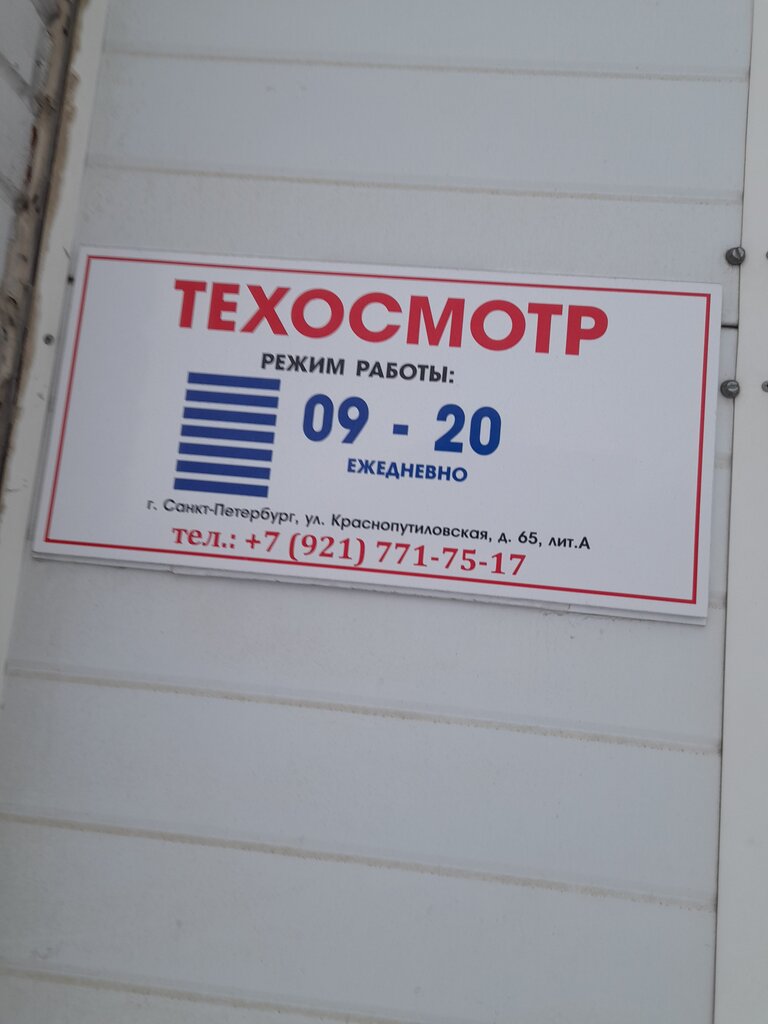 ТЕХОСМОТР
РЕЖИМ РАБОТЫ:
09 - 20
ЕЖЕДНЕВНО
г. Санкт-Петербург, ул. Краснопутиловская, д. 65, лит.А
тел.: +7 (921) 771-75-17